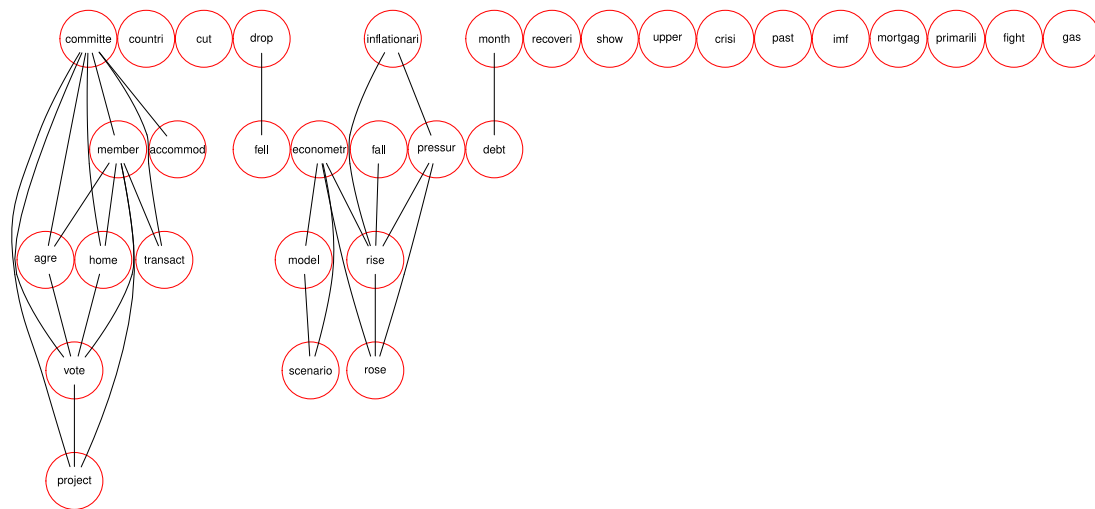 committe countri cut drop inflationari month recoveri show upper crisi past imf mortgag primarili fight gas
member accommod fell econometr fall pressur debt
agre home transact model rise
vote scenario rose
project